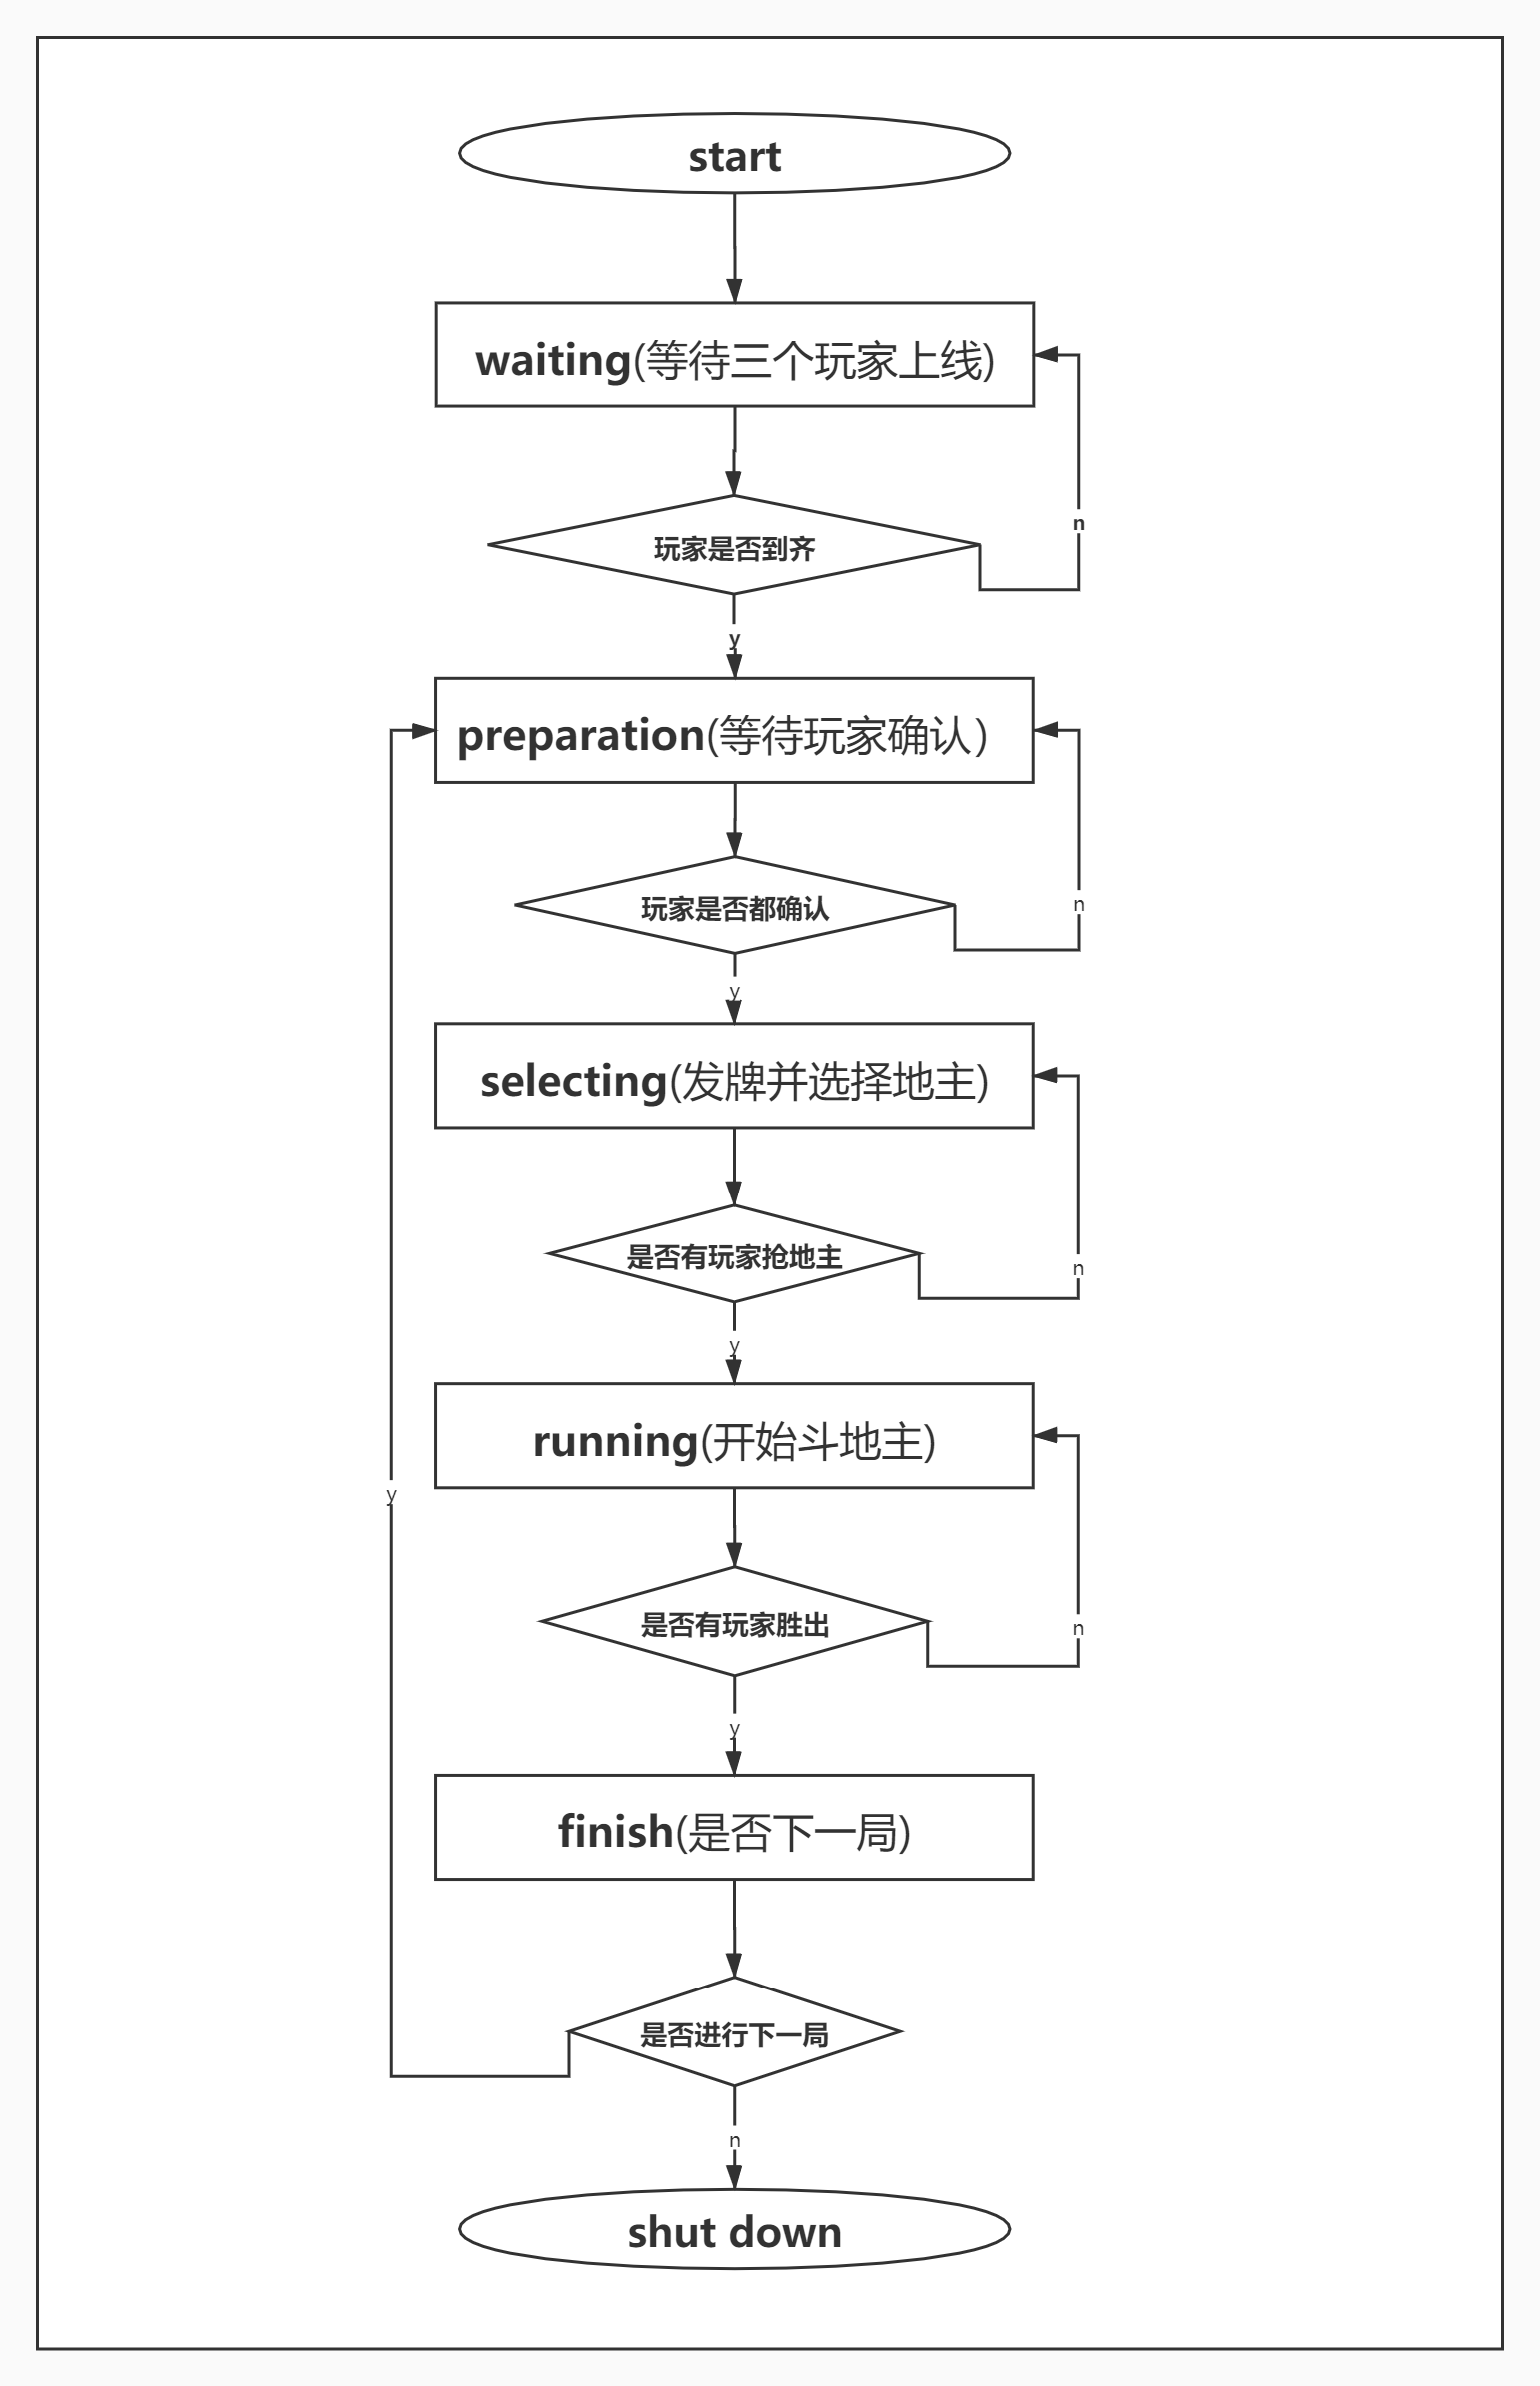 start
waiting(等待三个玩家上线)
玩家是否到齐
n
y
preparation(等待玩家确认）
玩家是否都确认
n
y
selecting(发牌并选择地主)
是否有玩家抢地主
n
y
running(开始斗地主)
y
是否有玩家胜出
n
y
finish(是否下一局)
是否进行下一局
n
shut down